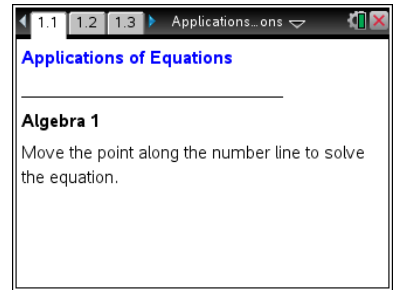 1.1 1.2 1.3 Applications…ons
Applications of Equations
Algebra 1
Move the point along the number line to solve
the equation.